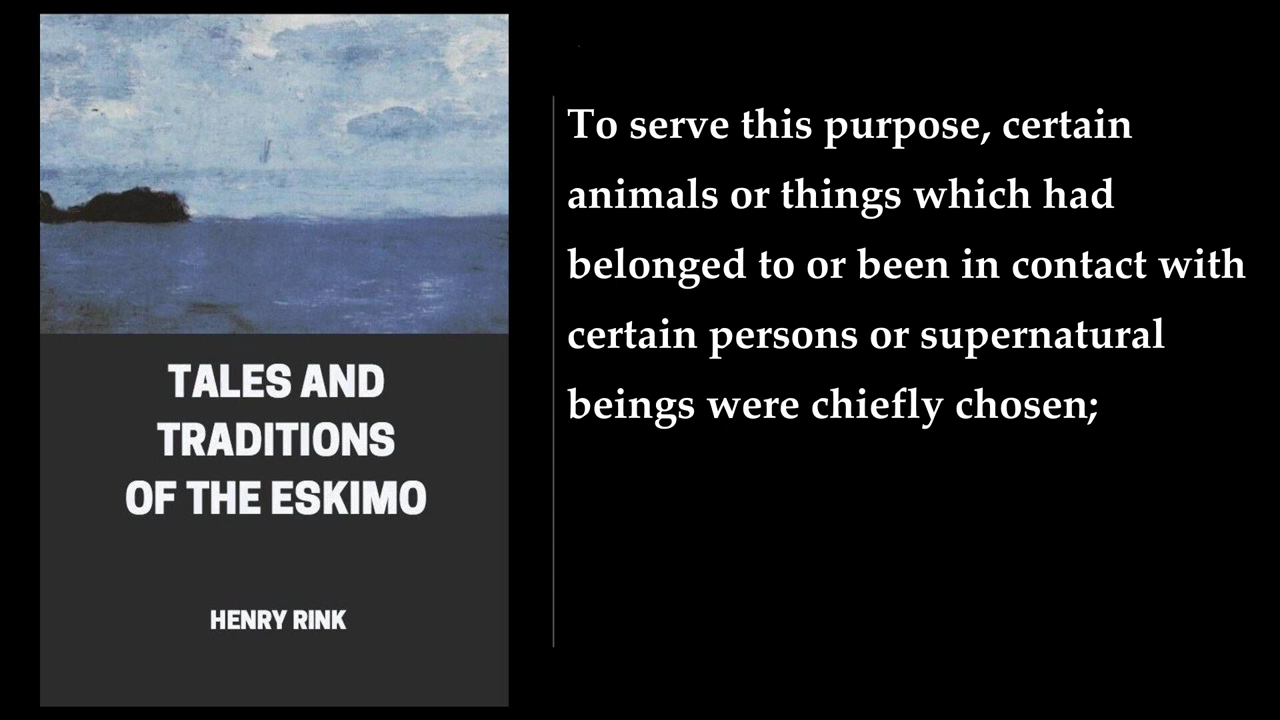 TALES AND
TRADITIONS
OF THE ESKIMO
HENRY RINK
To serve this purpose, certain
animals or things which had
belonged to or been in contact with
certain persons or supernatural
beings were chiefly chosen;